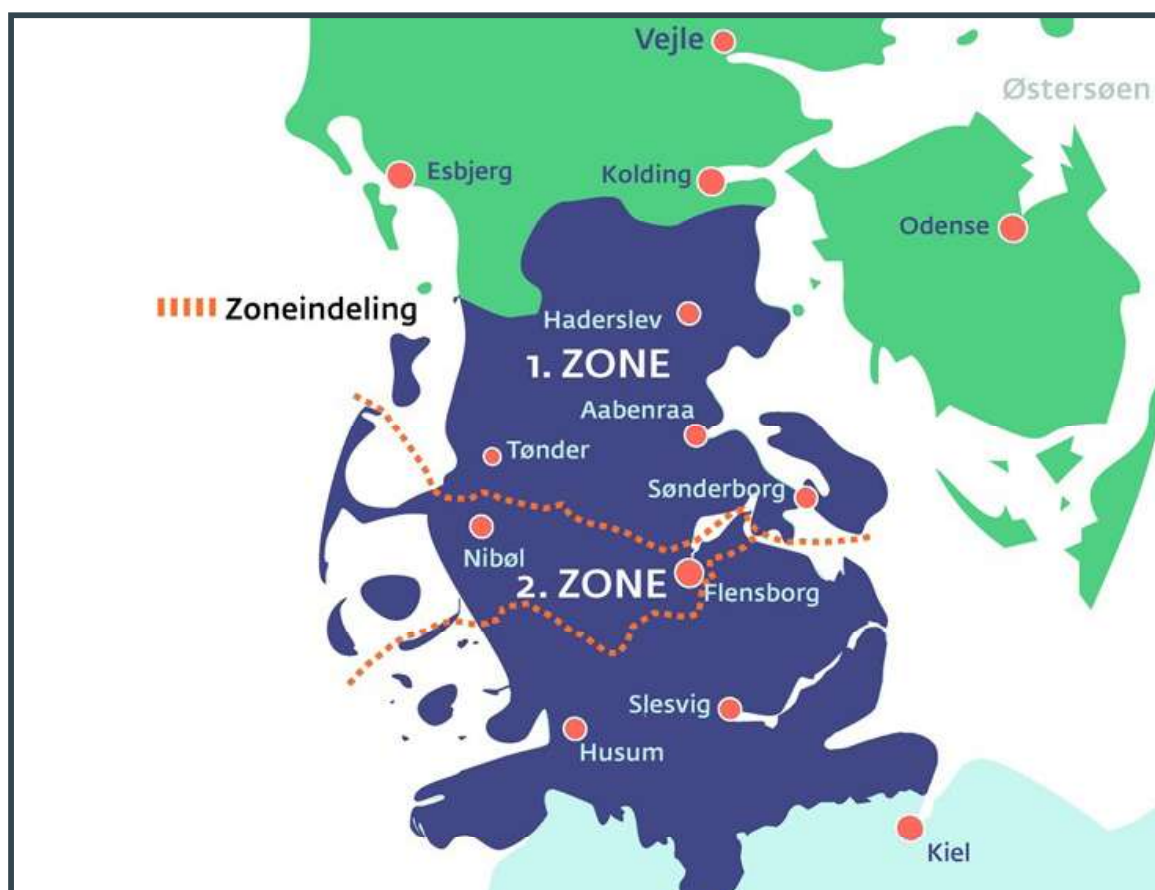 Vejle
Østersøen
Esbjerg
Kolding
Odense
Zoneindeling
Haderslev
1. ZONE
Aabenraa
Tønder
Sønderborg
Nibøl
2. ZONE
Flensborg
Slesvig
Husum
Kiel